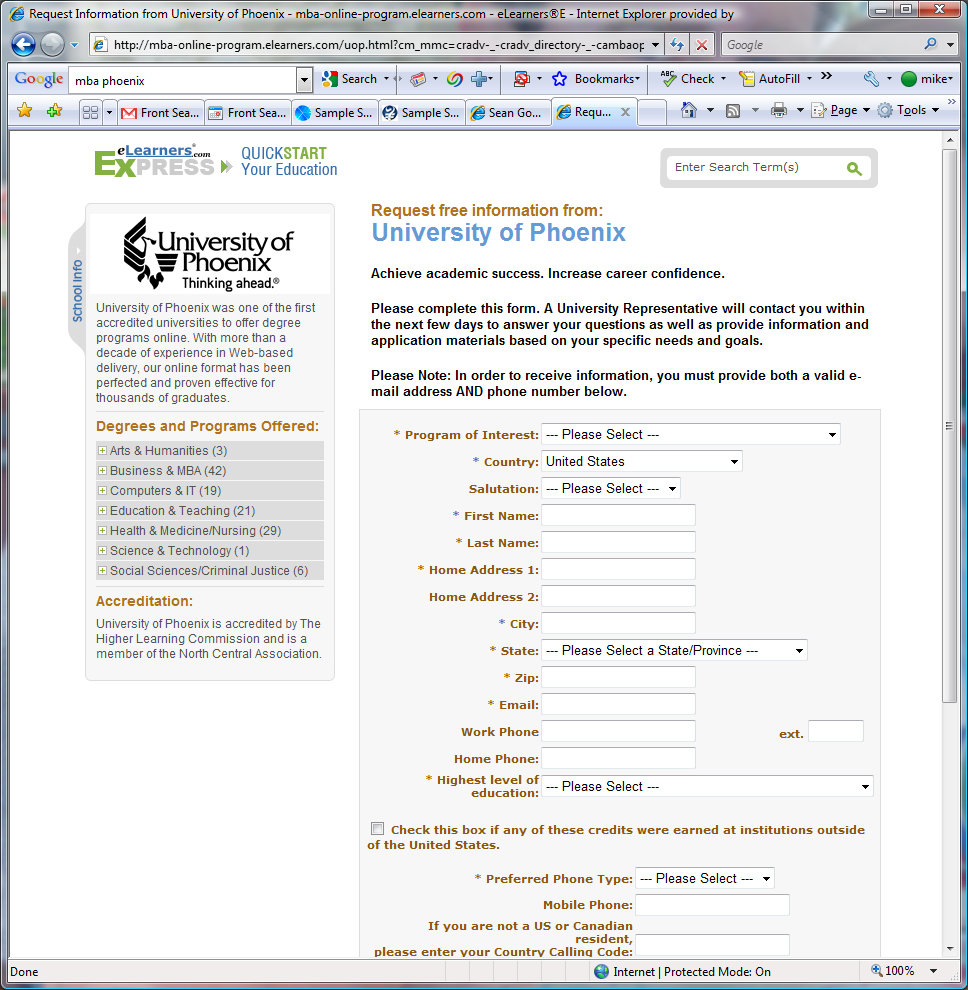 Request Information from University of Phoenix - mba-online-program.elearners.com - eLearners®E - Internet Explorer provided by
http://mba-online-program.elearners.com/uop.html?cm_mmc=cradv-_-cradv_directory-_-cambaop
Google
Google
mba phoenix
Search
Bookmarks
ABC
Check
AutoFill
mike
Front Sea...
Front Sea...
Sample S...
Sample S...
Sean Go...
Requ...
Page
Tools
eLearners.com
EXPRESS
QUICKSTART
Your Education
Enter Search Term(s)
School Info
University of
Phoenix
Thinking ahead.®
University of Phoenix was one of the first
accredited universities to offer degree
programs online. With more than a
decade of experience in Web-based
delivery, our online format has been
perfected and proven effective for
thousands of graduates.
Degrees and Programs Offered:
Arts & Humanities (3)
Business & MBA (42)
Computers & IT (19)
Education & Teaching (21)
Health & Medicine/Nursing (29)
Science & Technology (1)
Social Sciences/Criminal Justice (6)
Accreditation:
University of Phoenix is accredited by The
Higher Learning Commission and is a
member of the North Central Association.
Request free information from:
University of Phoenix
Achieve academic success. Increase career confidence.
Please complete this form. A University Representative will contact you within
the next few days to answer your questions as well as provide information and
application materials based on your specific needs and goals.
Please Note: In order to receive information, you must provide both a valid e-
mail address AND phone number below.
* Program of Interest: --- Please Select ---
* Country: United States
Salutation: --- Please Select ---
* First Name:
* Last Name:
* Home Address 1:
Home Address 2:
* City:
* State: --- Please Select a State/Province ---
* Zip:
* Email:
Work Phone ext.
Home Phone:
* Highest level of
education: --- Please Select ---
Check this box if any of these credits were earned at institutions outside
of the United States.
* Preferred Phone Type: --- Please Select ---
Mobile Phone:
If you are not a US or Canadian
resident,
please enter your Country Calling Code:
Done
Internet | Protected Mode: On
100%